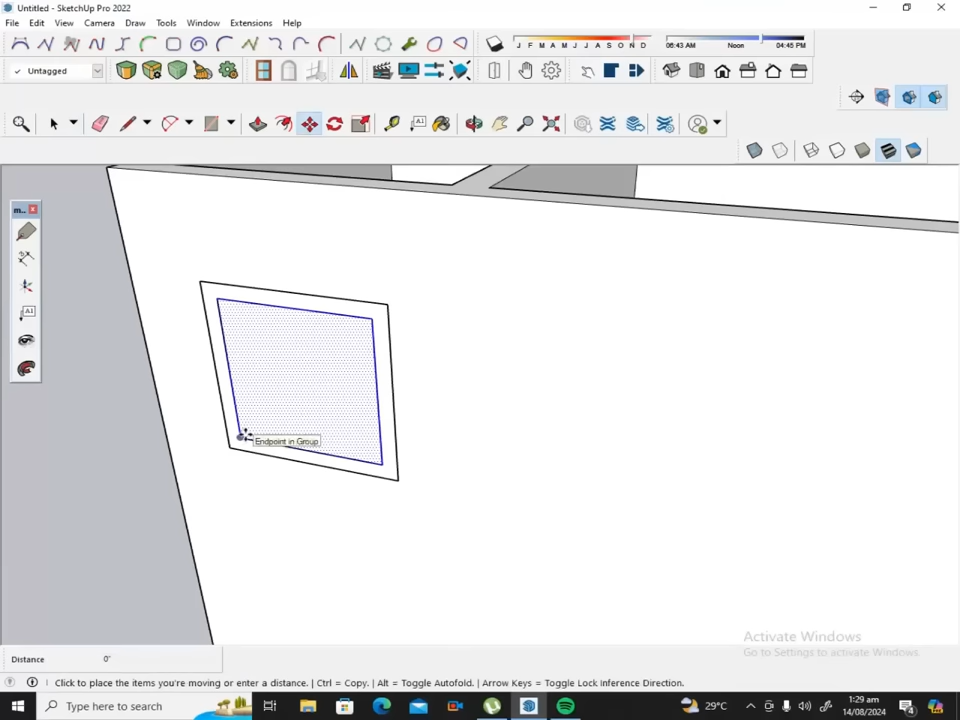 Untitled - SketchUp Pro 2022
File Edit View Camera Draw Tools Window Extensions Help
J F M A M J J A S O N D 06:43 AM Noon 04:45 PM
✓ Untagged
A1
m...
A1
Endpoint in Group
Activate Windows
Go to Settings to activate Windows.
Distance 0'
Click to place the items you're moving or enter a distance. | Ctrl = Copy. | Alt = Toggle Autofold. | Arrow Keys = Toggle Lock Inference Direction.
Type here to search
29°C
1:29 am
14/08/2024
4